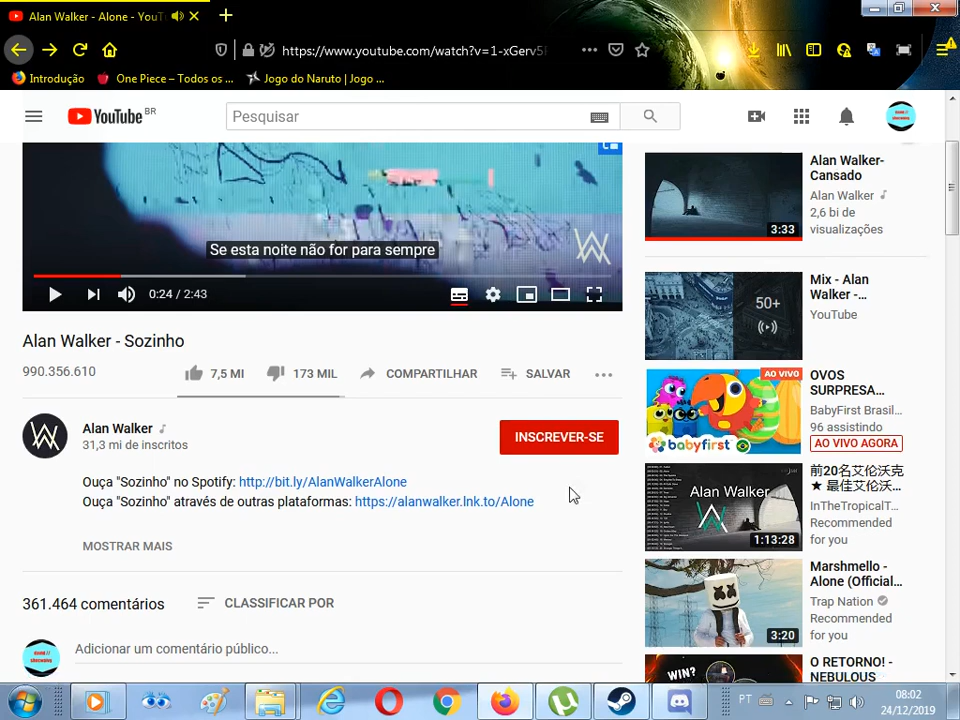 Alan Walker - Alone - YouT
https://www.youtube.com/watch?v=1-xGerv5
Introdução
One Piece – Todos os ...
Jogo do Naruto | Jogo ...
YouTube BR
Pesquisar
Se esta noite não for para sempre
0:24 / 2:43
Alan Walker - Sozinho
990.356.610
7,5 MI
173 MIL
COMPARTILHAR
SALVAR
Alan Walker
31,3 mi de inscritos
INSCREVER-SE
Ouça "Sozinho" no Spotify: http://bit.ly/AlanWalkerAlone
Ouça "Sozinho" através de outras plataformas: https://alanwalker.lnk.to/Alone
MOSTRAR MAIS
361.464 comentários
CLASSIFICAR POR
Adicionar um comentário público...
3:33
Alan Walker-
Cansado
Alan Walker
2,6 bi de
visualizações
50+
Mix - Alan
Walker -...
YouTube
AO VIVO
babyfirst
OVOS
SURPRESA...
BabyFirst Brasil...
96 assistindo
AO VIVO AGORA
Alan Walker
1:13:28
前20名艾伦沃克
★ 最佳艾伦沃...
InTheTropicalT...
Recommended
for you
3:20
Marshmello -
Alone (Official...
Trap Nation
Recommended
for you
WIN?
O RETORNO! -
NEBULOUS
PT
08:02
24/12/2019